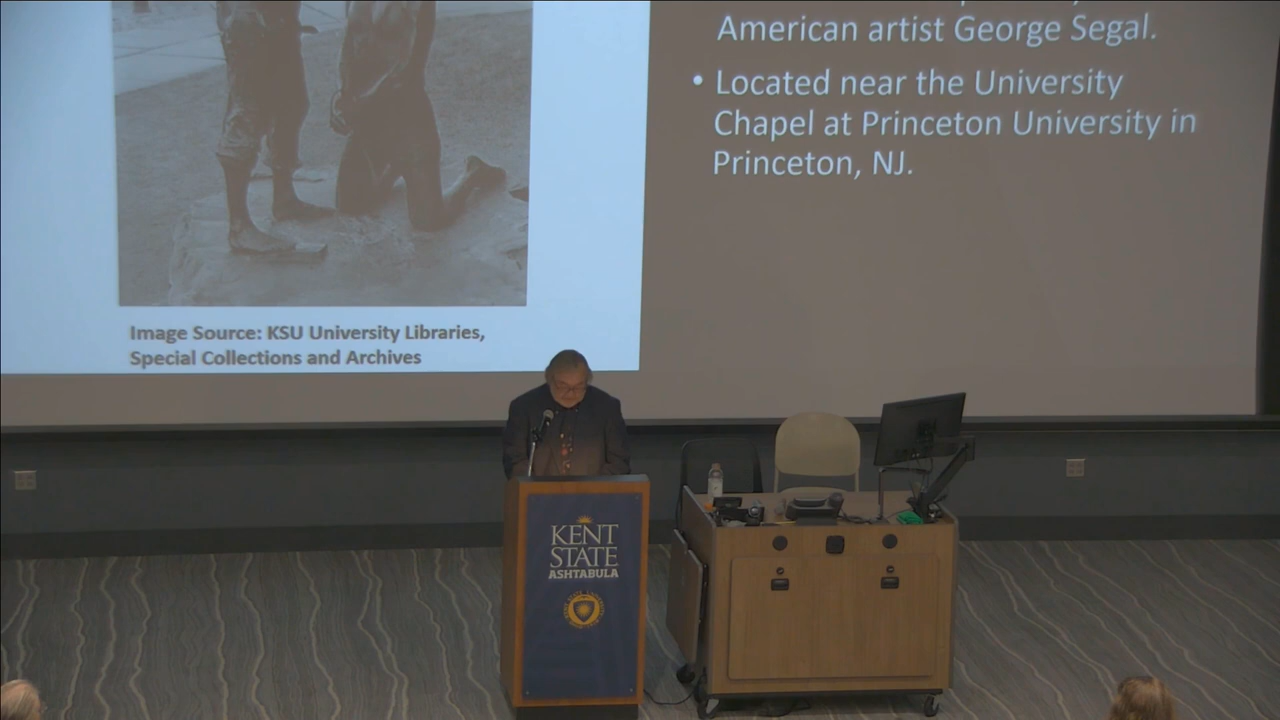 American artist George Segal.
• Located near the University
Chapel at Princeton University in
Princeton, NJ.
Image Source: KSU University Libraries,
Special Collections and Archives
KENT
STATE
ASHTABULA